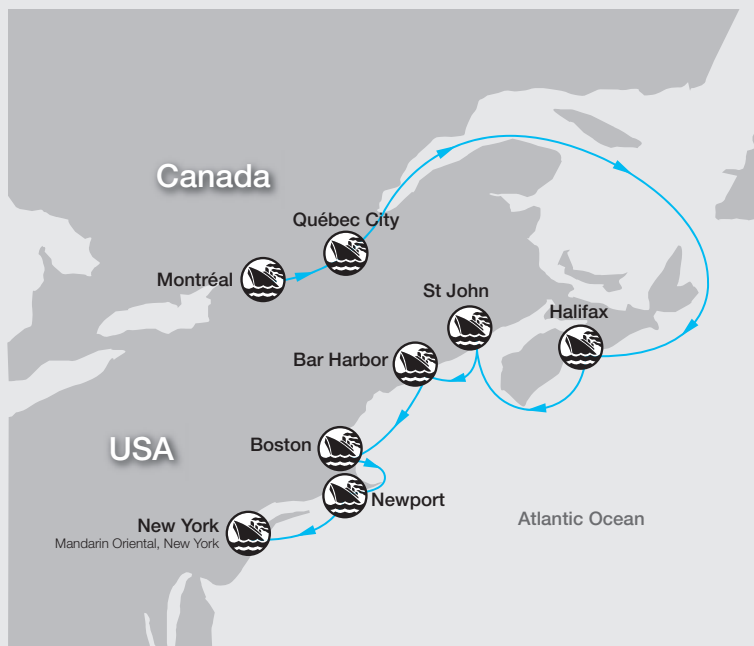 Canada
Québec City
Montréal
St John
Halifax
Bar Harbor
USA
Boston
Newport
New York
Mandarin Oriental, New York
Atlantic Ocean